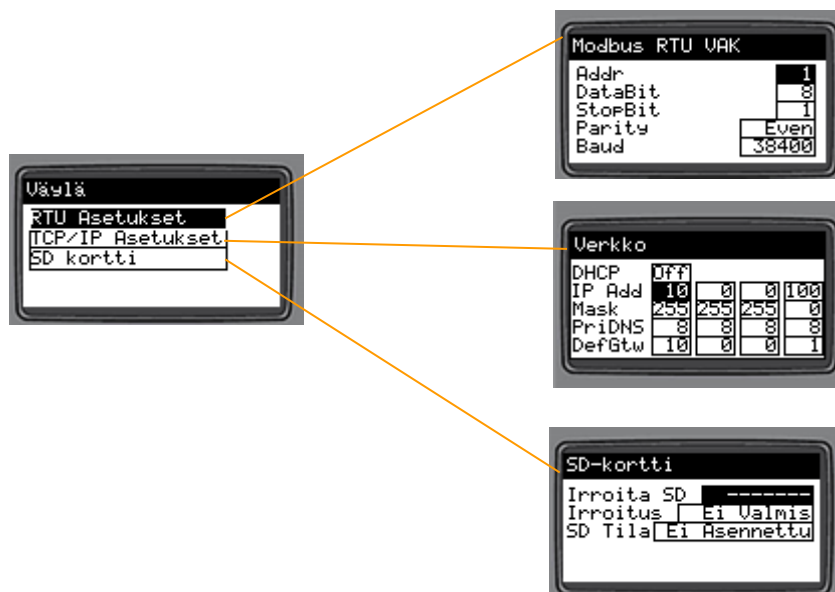 Väylä
RTU Asetukset
TCP/IP Asetukset
SD kortti
Modbus RTU VAK
Addr 1
DataBit 8
StopBit 1
Parity Even
Baud 38400
Verkko
DHCP Off
IP Add 10 0 0 100
Mask 255 255 255 0
PriDNS 8 8 8 8
DefGtw 10 0 0 1
SD-kortti
Irroita SD -------
Irroitus Ei Valmis
SD Tila Ei Asennettu